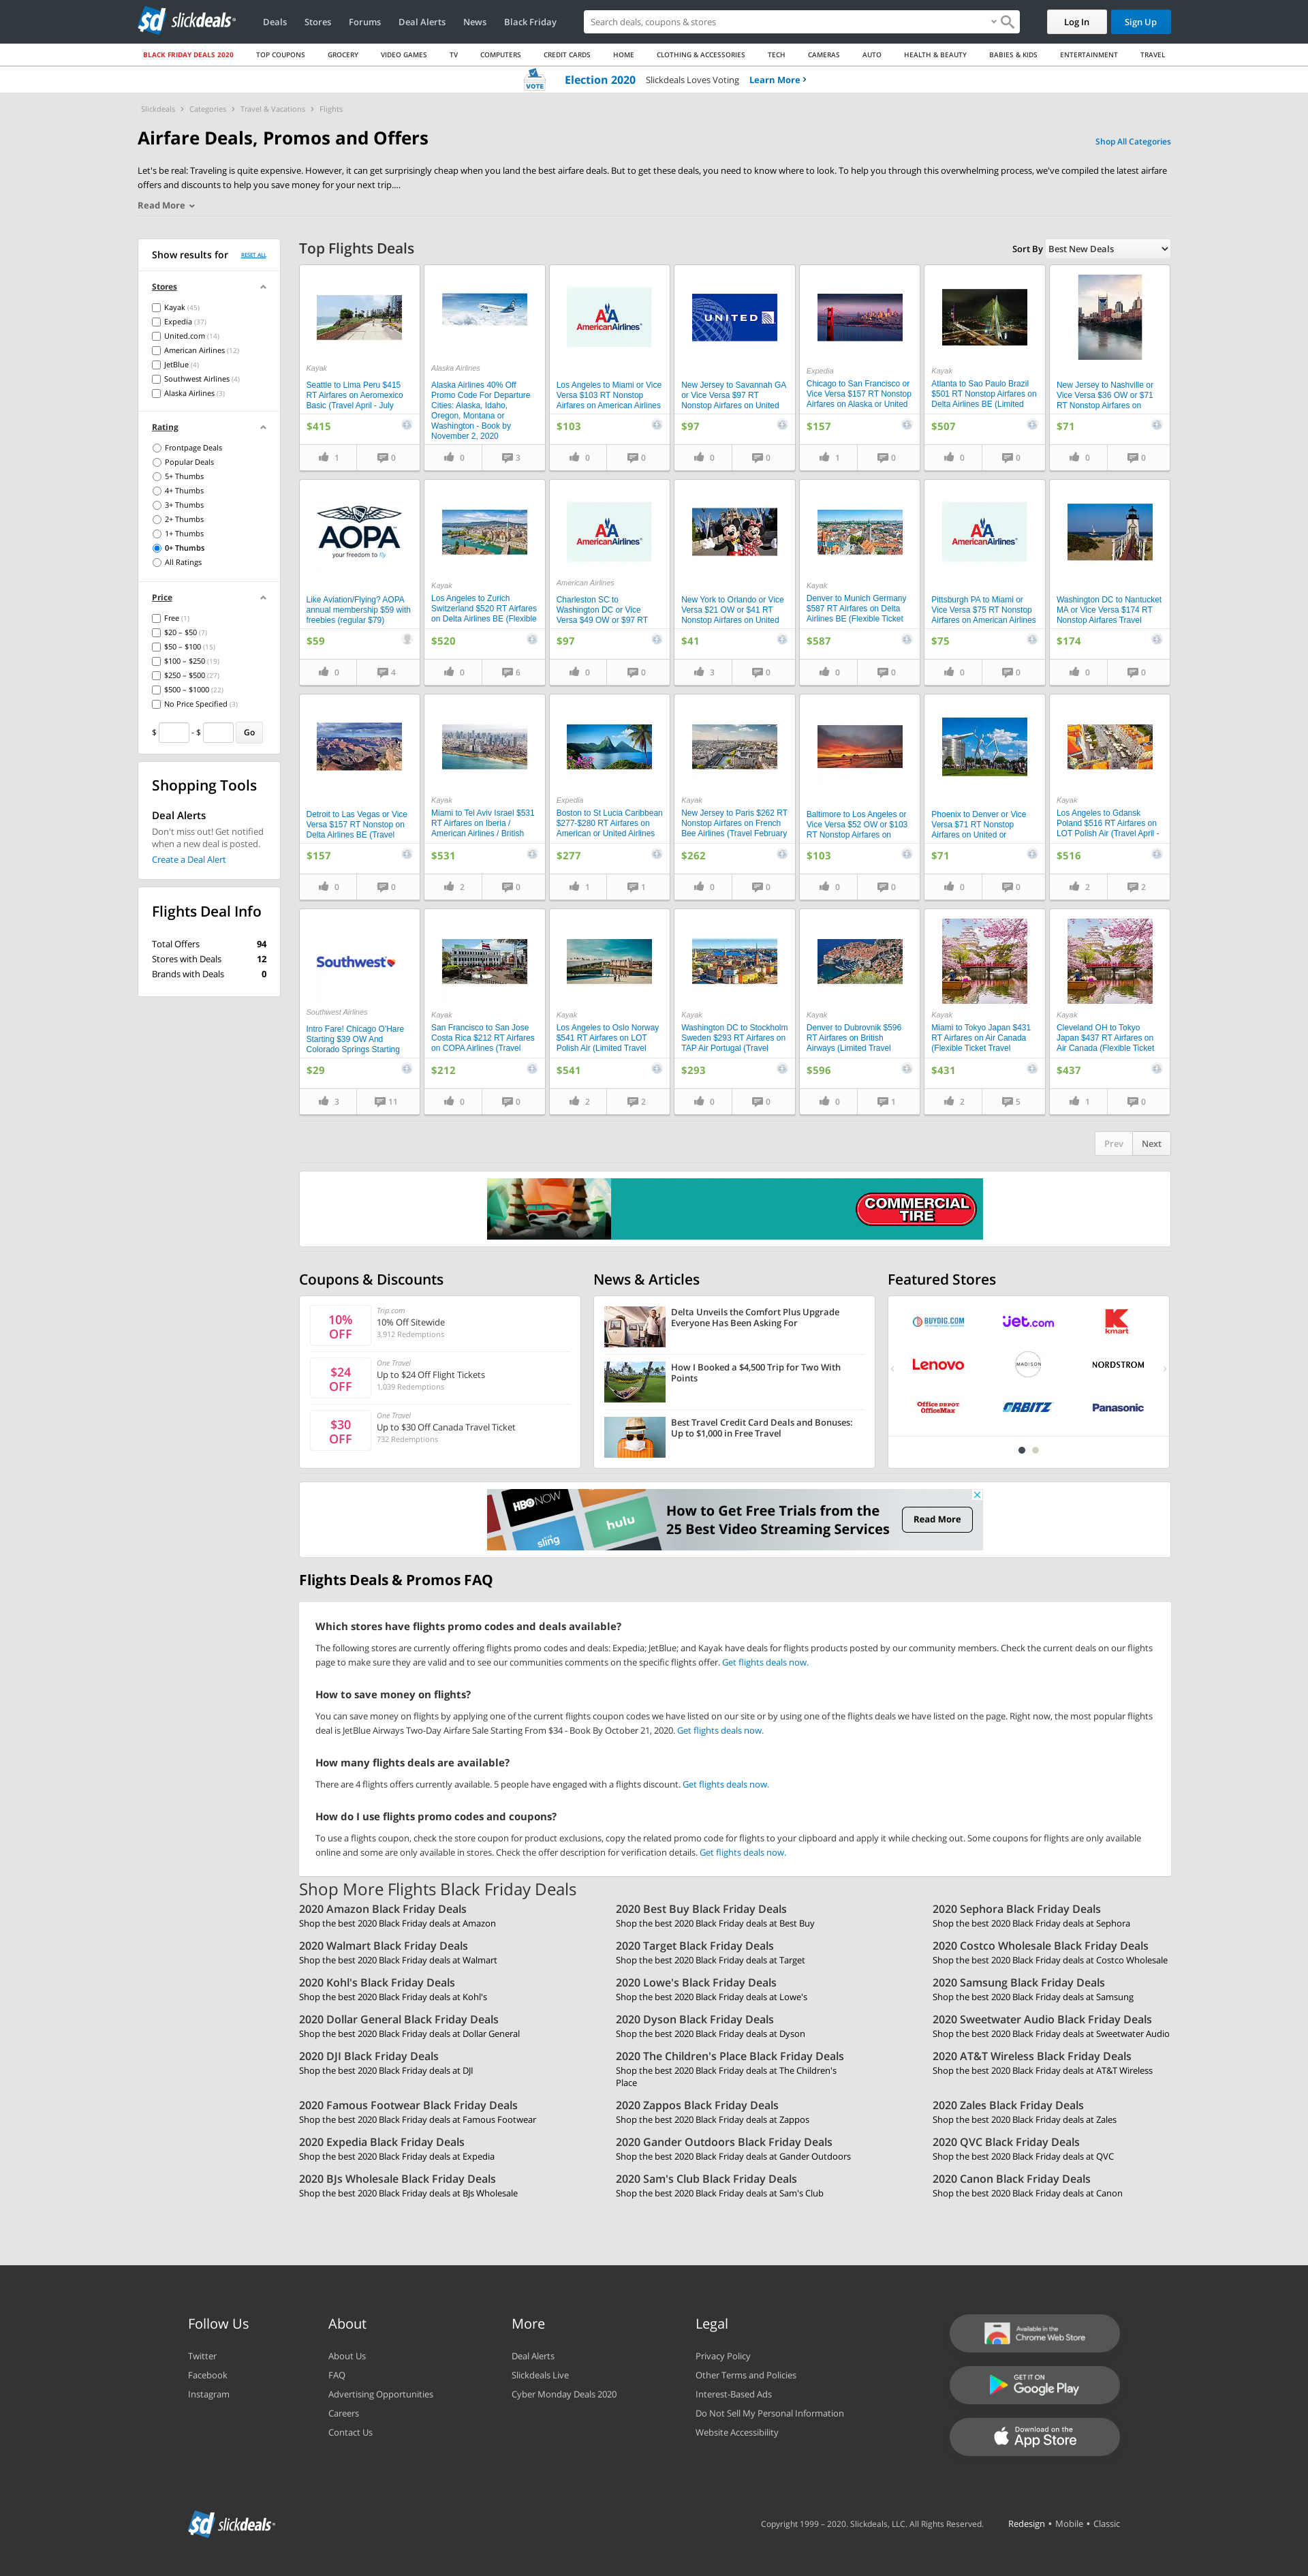 sd slickdeals
Deals Stores Forums Deal Alerts News Black Friday
Search deals, coupons & stores
Log In Sign Up
BLACK FRIDAY DEALS 2020 TOP COUPONS GROCERY VIDEO GAMES TV COMPUTERS CREDIT CARDS HOME CLOTHING & ACCESSORIES TECH CAMERAS AUTO HEALTH & BEAUTY BABIES & KIDS ENTERTAINMENT TRAVEL
VOTE Election 2020 Slickdeals Loves Voting Learn More ›
Slickdeals › Categories › Travel & Vacations › Flights
Airfare Deals, Promos and Offers
Shop All Categories
Let's be real: Traveling is quite expensive. However, it can get surprisingly cheap when you land the best airfare deals. But to get these deals, you need to know where to look. To help you through this overwhelming process, we've compiled the latest airfare
offers and discounts to help you save money for your next trip....
Read More
Show results for RESET ALL
Stores
Kayak (45)
Expedia (37)
United.com (14)
American Airlines (12)
JetBlue (4)
Southwest Airlines (4)
Alaska Airlines (3)
Rating
Frontpage Deals
Popular Deals
5+ Thumbs
4+ Thumbs
3+ Thumbs
2+ Thumbs
1+ Thumbs
0+ Thumbs
All Ratings
Price
Free (1)
$20 – $50 (7)
$50 – $100 (15)
$100 – $250 (19)
$250 – $500 (27)
$500 – $1000 (22)
No Price Specified (3)
$ - $ Go
Shopping Tools
Deal Alerts
Don't miss out! Get notified
when a new deal is posted.
Create a Deal Alert
Flights Deal Info
Total Offers 94
Stores with Deals 12
Brands with Deals 0
Top Flights Deals
Sort By Best New Deals
Kayak
Seattle to Lima Peru $415
RT Airfares on Aeromexico
Basic (Travel April - July
$415
1 0
Alaska Airlines
Alaska Airlines 40% Off
Promo Code For Departure
Cities: Alaska, Idaho,
Oregon, Montana or
Washington - Book by
November 2, 2020
0 3
AA
AmericanAirlines
Los Angeles to Miami or Vice
Versa $103 RT Nonstop
Airfares on American Airlines
$103
0 0
UNITED
New Jersey to Savannah GA
or Vice Versa $97 RT
Nonstop Airfares on United
$97
0 0
Expedia
Chicago to San Francisco or
Vice Versa $157 RT Nonstop
Airfares on Alaska or United
$157
1 0
Kayak
Atlanta to Sao Paulo Brazil
$501 RT Nonstop Airfares on
Delta Airlines BE (Limited
$507
0 0
New Jersey to Nashville or
Vice Versa $36 OW or $71
RT Nonstop Airfares on
$71
0 0
AOPA
your freedom to fly
Like Aviation/Flying? AOPA
annual membership $59 with
freebies (regular $79)
$59
0 4
Kayak
Los Angeles to Zurich
Switzerland $520 RT Airfares
on Delta Airlines BE (Flexible
$520
0 6
AA
AmericanAirlines
American Airlines
Charleston SC to
Washington DC or Vice
Versa $49 OW or $97 RT
$97
0 0
New York to Orlando or Vice
Versa $21 OW or $41 RT
Nonstop Airfares on United
$41
3 0
Kayak
Denver to Munich Germany
$587 RT Airfares on Delta
Airlines BE (Flexible Ticket
$587
0 0
AA
AmericanAirlines
Pittsburgh PA to Miami or
Vice Versa $75 RT Nonstop
Airfares on American Airlines
$75
0 0
Washington DC to Nantucket
MA or Vice Versa $174 RT
Nonstop Airfares Travel
$174
0 0
Detroit to Las Vegas or Vice
Versa $157 RT Nonstop on
Delta Airlines BE (Travel
$157
0 0
Kayak
Miami to Tel Aviv Israel $531
RT Airfares on Iberia /
American Airlines / British
$531
2 0
Expedia
Boston to St Lucia Caribbean
$277-$280 RT Airfares on
American or United Airlines
$277
1 1
Kayak
New Jersey to Paris $262 RT
Nonstop Airfares on French
Bee Airlines (Travel February
$262
0 0
Baltimore to Los Angeles or
Vice Versa $52 OW or $103
RT Nonstop Airfares on
$103
0 0
Phoenix to Denver or Vice
Versa $71 RT Nonstop
Airfares on United or
$71
0 0
Kayak
Los Angeles to Gdansk
Poland $516 RT Airfares on
LOT Polish Air (Travel April -
$516
2 2
Southwest
Southwest Airlines
Intro Fare! Chicago O'Hare
Starting $39 OW And
Colorado Springs Starting
$29
3 11
Kayak
San Francisco to San Jose
Costa Rica $212 RT Airfares
on COPA Airlines (Travel
$212
0 0
Kayak
Los Angeles to Oslo Norway
$541 RT Airfares on LOT
Polish Air (Limited Travel
$541
2 2
Kayak
Washington DC to Stockholm
Sweden $293 RT Airfares on
TAP Air Portugal (Travel
$293
0 0
Kayak
Denver to Dubrovnik $596
RT Airfares on British
Airways (Limited Travel
$596
0 1
Kayak
Miami to Tokyo Japan $431
RT Airfares on Air Canada
(Flexible Ticket Travel
$431
2 5
Kayak
Cleveland OH to Tokyo
Japan $437 RT Airfares on
Air Canada (Flexible Ticket
$437
1 0
Prev Next
COMMERCIAL
TIRE
Coupons & Discounts
10%
OFF
Trip.com
10% Off Sitewide
3,912 Redemptions
$24
OFF
One Travel
Up to $24 Off Flight Tickets
1,039 Redemptions
$30
OFF
One Travel
Up to $30 Off Canada Travel Ticket
732 Redemptions
News & Articles
Delta Unveils the Comfort Plus Upgrade
Everyone Has Been Asking For
How I Booked a $4,500 Trip for Two With
Points
Best Travel Credit Card Deals and Bonuses:
Up to $1,000 in Free Travel
Featured Stores
BUYDIG.COM jet.com kmart
Lenovo MADISON NORDSTROM
Office DEPOT OfficeMax ORBITZ Panasonic
HBO NOW sling hulu
How to Get Free Trials from the
25 Best Video Streaming Services
Read More
Flights Deals & Promos FAQ
Which stores have flights promo codes and deals available?
The following stores are currently offering flights promo codes and deals: Expedia; JetBlue; and Kayak have deals for flights products posted by our community members. Check the current deals on our flights
page to make sure they are valid and to see our communities comments on the specific flights offer. Get flights deals now.
How to save money on flights?
You can save money on flights by applying one of the current flights coupon codes we have listed on our site or by using one of the flights deals we have listed on the page. Right now, the most popular flights
deal is JetBlue Airways Two-Day Airfare Sale Starting From $34 - Book By October 21, 2020. Get flights deals now.
How many flights deals are available?
There are 4 flights offers currently available. 5 people have engaged with a flights discount. Get flights deals now.
How do I use flights promo codes and coupons?
To use a flights coupon, check the store coupon for product exclusions, copy the related promo code for flights to your clipboard and apply it while checking out. Some coupons for flights are only available
online and some are only available in stores. Check the offer description for verification details. Get flights deals now.
Shop More Flights Black Friday Deals
2020 Amazon Black Friday Deals
Shop the best 2020 Black Friday deals at Amazon
2020 Best Buy Black Friday Deals
Shop the best 2020 Black Friday deals at Best Buy
2020 Sephora Black Friday Deals
Shop the best 2020 Black Friday deals at Sephora
2020 Walmart Black Friday Deals
Shop the best 2020 Black Friday deals at Walmart
2020 Target Black Friday Deals
Shop the best 2020 Black Friday deals at Target
2020 Costco Wholesale Black Friday Deals
Shop the best 2020 Black Friday deals at Costco Wholesale
2020 Kohl's Black Friday Deals
Shop the best 2020 Black Friday deals at Kohl's
2020 Lowe's Black Friday Deals
Shop the best 2020 Black Friday deals at Lowe's
2020 Samsung Black Friday Deals
Shop the best 2020 Black Friday deals at Samsung
2020 Dollar General Black Friday Deals
Shop the best 2020 Black Friday deals at Dollar General
2020 Dyson Black Friday Deals
Shop the best 2020 Black Friday deals at Dyson
2020 Sweetwater Audio Black Friday Deals
Shop the best 2020 Black Friday deals at Sweetwater Audio
2020 DJI Black Friday Deals
Shop the best 2020 Black Friday deals at DJI
2020 The Children's Place Black Friday Deals
Shop the best 2020 Black Friday deals at The Children's
Place
2020 AT&T Wireless Black Friday Deals
Shop the best 2020 Black Friday deals at AT&T Wireless
2020 Famous Footwear Black Friday Deals
Shop the best 2020 Black Friday deals at Famous Footwear
2020 Zappos Black Friday Deals
Shop the best 2020 Black Friday deals at Zappos
2020 Zales Black Friday Deals
Shop the best 2020 Black Friday deals at Zales
2020 Expedia Black Friday Deals
Shop the best 2020 Black Friday deals at Expedia
2020 Gander Outdoors Black Friday Deals
Shop the best 2020 Black Friday deals at Gander Outdoors
2020 QVC Black Friday Deals
Shop the best 2020 Black Friday deals at QVC
2020 BJs Wholesale Black Friday Deals
Shop the best 2020 Black Friday deals at BJs Wholesale
2020 Sam's Club Black Friday Deals
Shop the best 2020 Black Friday deals at Sam's Club
2020 Canon Black Friday Deals
Shop the best 2020 Black Friday deals at Canon
Follow Us
Twitter
Facebook
Instagram
About
About Us
FAQ
Advertising Opportunities
Careers
Contact Us
More
Deal Alerts
Slickdeals Live
Cyber Monday Deals 2020
Legal
Privacy Policy
Other Terms and Policies
Interest-Based Ads
Do Not Sell My Personal Information
Website Accessibility
Available in the
Chrome Web Store
GET IT ON
Google Play
Download on the
App Store
sd slickdeals
Copyright 1999 – 2020. Slickdeals, LLC. All Rights Reserved. Redesign • Mobile • Classic